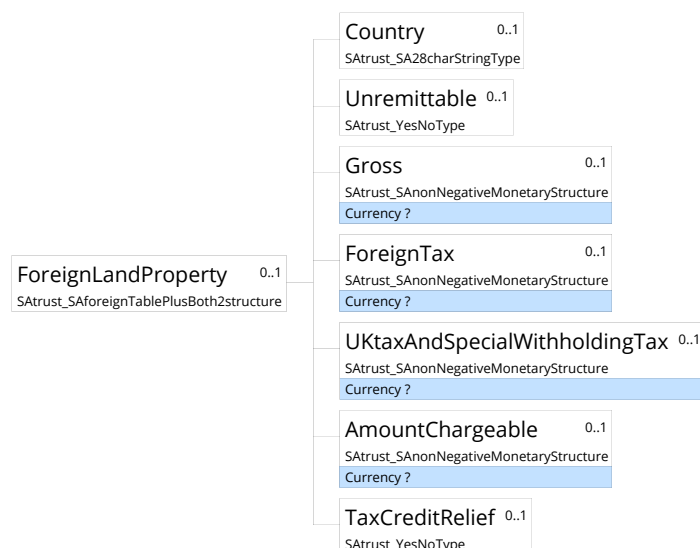 Country 0..1
SAtrust_SA28charStringType
Unremittable 0..1
SAtrust_YesNoType
Gross 0..1
SAtrust_SAnonNegativeMonetaryStructure
Currency ?
ForeignLandProperty 0..1
SAtrust_SAforeignTablePlusBoth2structure
ForeignTax 0..1
SAtrust_SAnonNegativeMonetaryStructure
Currency ?
UKtaxAndSpecialWithholdingTax 0..1
SAtrust_SAnonNegativeMonetaryStructure
Currency ?
AmountChargeable 0..1
SAtrust_SAnonNegativeMonetaryStructure
Currency ?
TaxCreditRelief 0..1
SAtrust_YesNoType